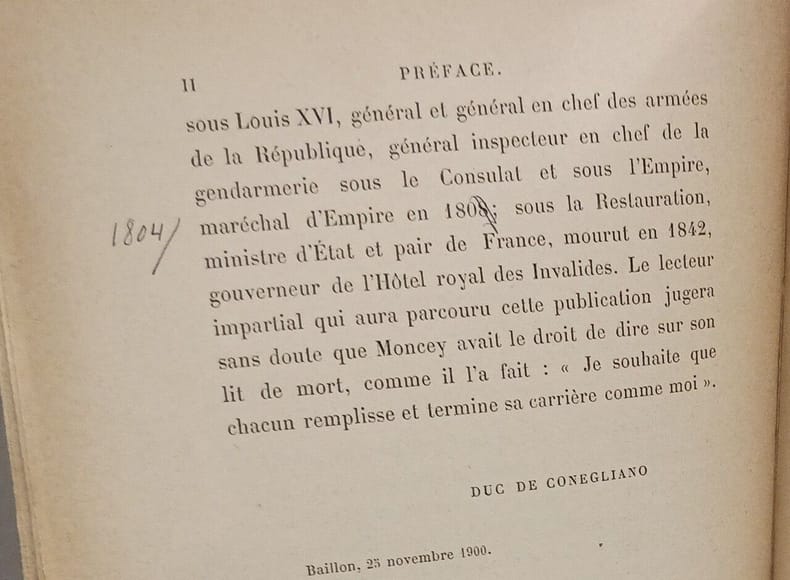 II
PRÉFACE.
sous Louis XVI, général et général en chef des armées
de la République, général inspecteur en chef de la
gendarmerie sous le Consulat et sous l'Empire,
1804/
maréchal d'Empire en 1808; sous la Restauration,
ministre d'État et pair de France, mourut en 1842,
gouverneur de l'Hôtel royal des Invalides. Le lecteur
impartial qui aura parcouru cette publication jugera
sans doute que Moncey avait le droit de dire sur son
lit de mort, comme il l'a fait : « Je souhaite que
chacun remplisse et termine sa carrière comme moi ».
DUC DE CONEGLIANO
Baillon, 25 novembre 1900.